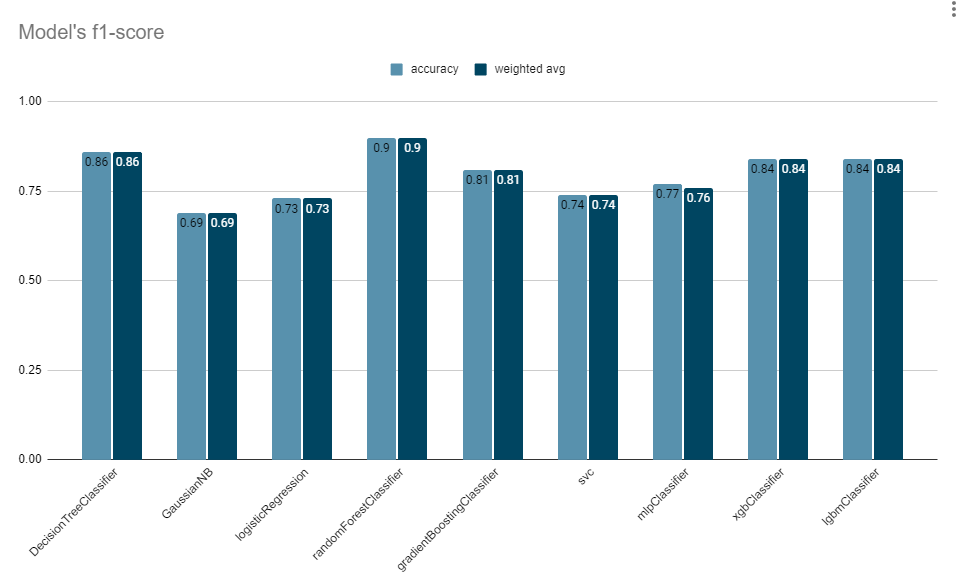 Model's f1-score
accuracy weighted avg
1.00
0.75
0.50
0.25
0.00
0.86 0.86
0.69 0.69
0.73 0.73
0.9 0.9
0.81 0.81
0.74 0.74
0.77 0.76
0.84 0.84
0.84 0.84
DecisionTreeClassifier
GaussianNB
logisticRegression
randomForestClassifier
gradientBoostingClassifier
svc
mlpClassifier
xgbClassifier
lgbmClassifier